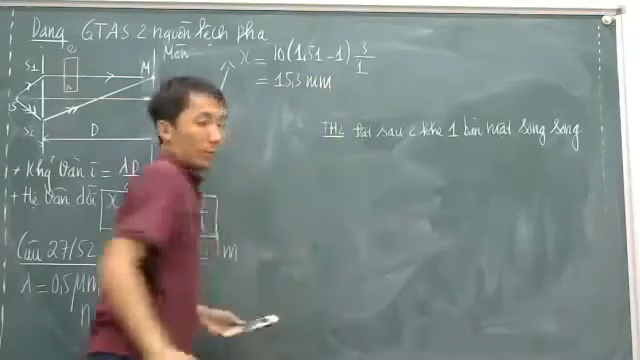 Dạng GTAS 2 nguồn lệch pha
Màn
e
S1
M
n
S
S2
D
+ Khg² Vân i = λD
+ Hệ Vân dời x
Câu 27/52
m
λ = 0,5 μm
n
x = 10(1,51 - 1) 3/1
= 15,3 mm
TH2 Đặt sau 2 khe 1 bản mặt song song